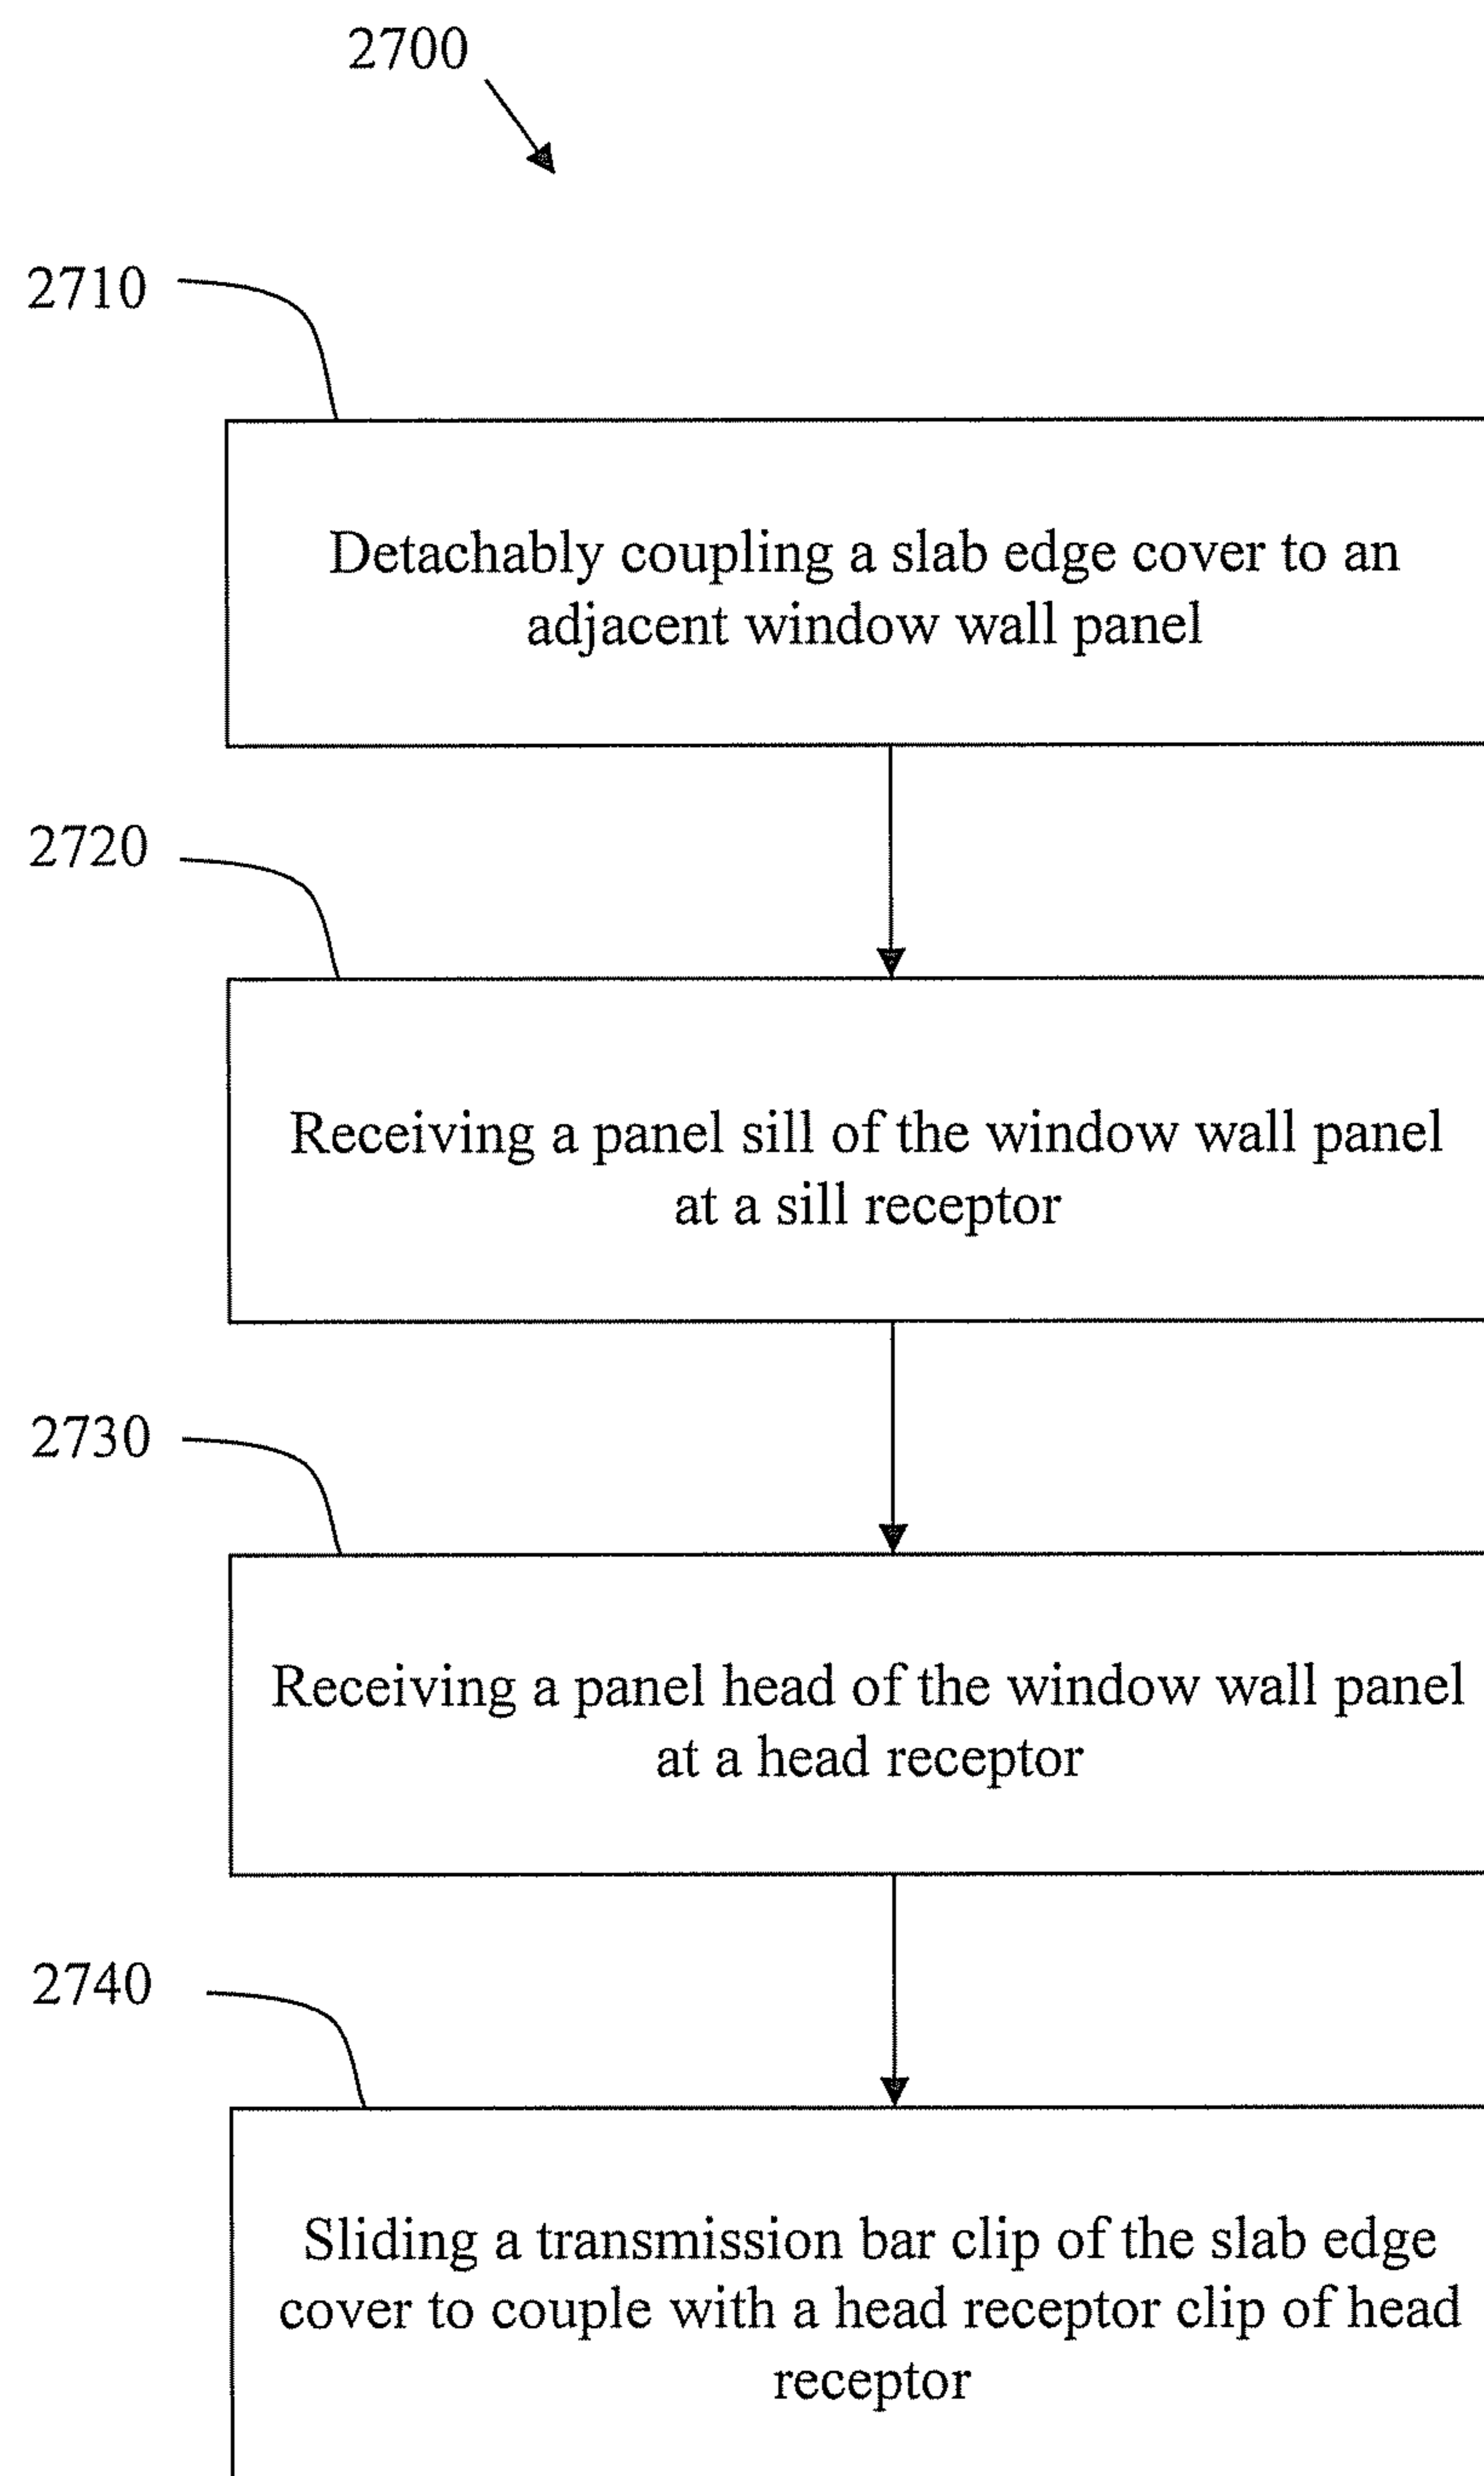 2700
2710
Detachably coupling a slab edge cover to an
adjacent window wall panel
2720
Receiving a panel sill of the window wall panel
at a sill receptor
2730
Receiving a panel head of the window wall panel
at a head receptor
2740
Sliding a transmission bar clip of the slab edge
cover to couple with a head receptor clip of head
receptor